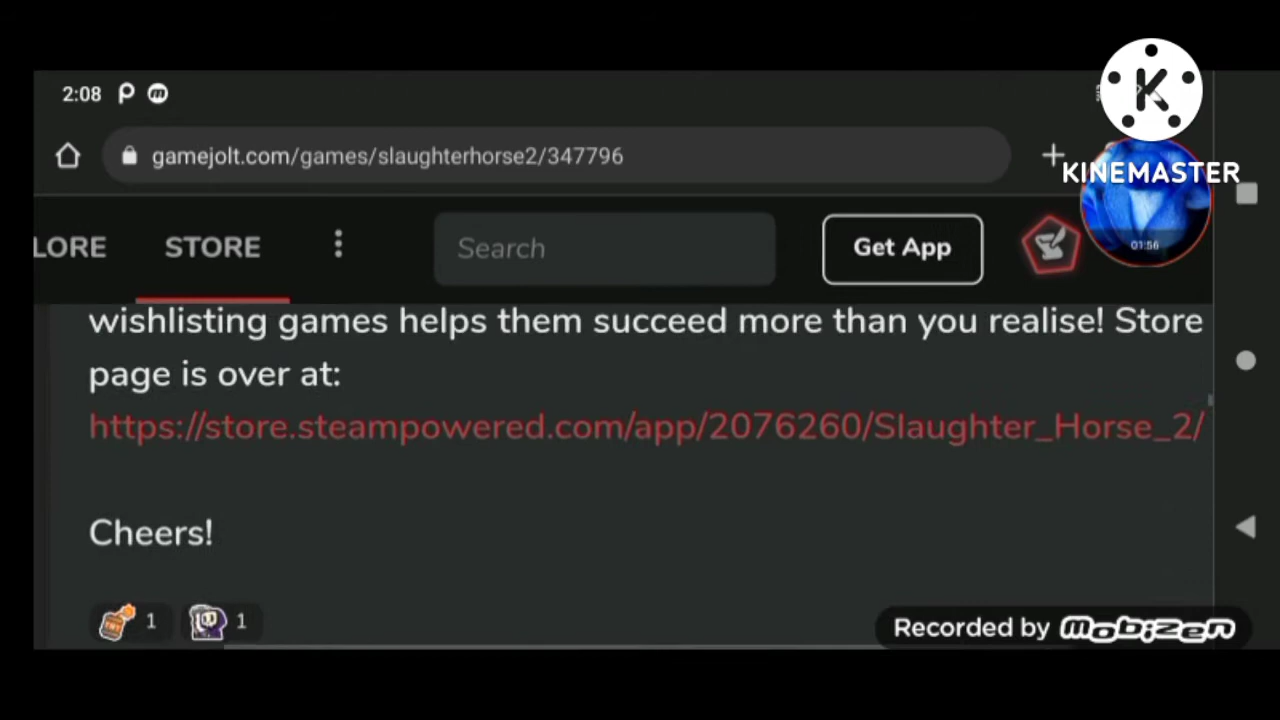 2:08
gamejolt.com/games/slaughterhorse2/347796
KINEMASTER
LORE STORE Search Get App
01:56
wishlisting games helps them succeed more than you realise! Store
page is over at:
https://store.steampowered.com/app/2076260/Slaughter_Horse_2/
Cheers!
1 1
Recorded by Mobizen